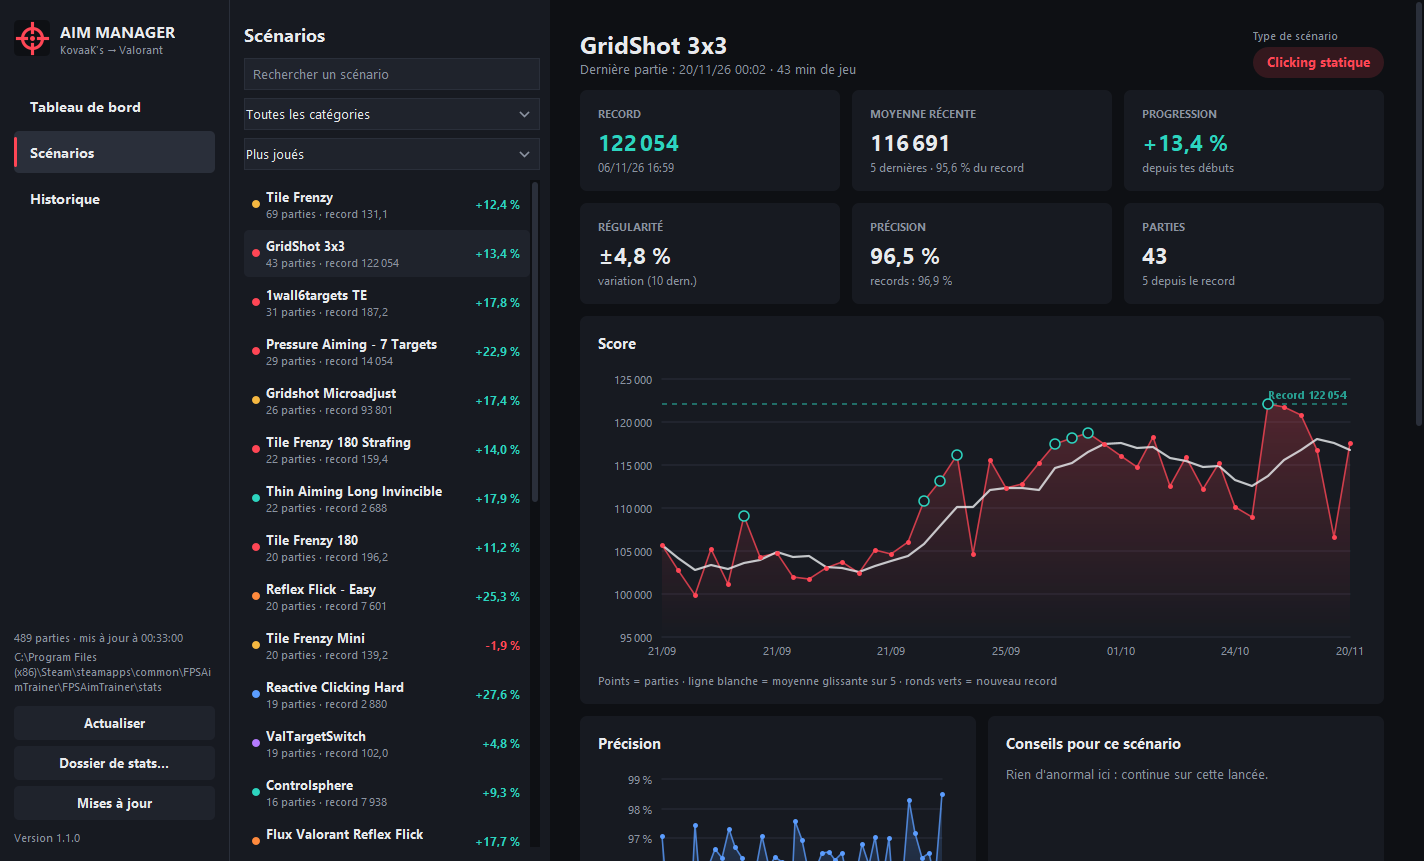 AIM MANAGER
KovaaK's → Valorant
Tableau de bord
Scénarios
Historique
489 parties · mis à jour à 00:33:00
C:\Program Files
(x86)\Steam\steamapps\common\FPSAi
mTrainer\FPSAimTrainer\stats
Actualiser
Dossier de stats...
Mises à jour
Version 1.1.0
Scénarios
Rechercher un scénario
Toutes les catégories
Plus joués
Tile Frenzy
69 parties · record 131,1
+12,4 %
GridShot 3x3
43 parties · record 122 054
+13,4 %
1wall6targets TE
31 parties · record 187,2
+17,8 %
Pressure Aiming - 7 Targets
29 parties · record 14 054
+22,9 %
Gridshot Microadjust
26 parties · record 93 801
+17,4 %
Tile Frenzy 180 Strafing
22 parties · record 159,4
+14,0 %
Thin Aiming Long Invincible
22 parties · record 2 688
+17,9 %
Tile Frenzy 180
20 parties · record 196,2
+11,2 %
Reflex Flick - Easy
20 parties · record 7 601
+25,3 %
Tile Frenzy Mini
20 parties · record 139,2
-1,9 %
Reactive Clicking Hard
19 parties · record 2 880
+27,6 %
ValTargetSwitch
19 parties · record 102,0
+4,8 %
Controlsphere
16 parties · record 7 938
+9,3 %
Flux Valorant Reflex Flick
+17,7 %
GridShot 3x3
Dernière partie : 20/11/26 00:02 · 43 min de jeu
Type de scénario
Clicking statique
RECORD
122 054
06/11/26 16:59
MOYENNE RÉCENTE
116 691
5 dernières · 95,6 % du record
PROGRESSION
+13,4 %
depuis tes débuts
RÉGULARITÉ
±4,8 %
variation (10 dern.)
PRÉCISION
96,5 %
records : 96,9 %
PARTIES
43
5 depuis le record
Score
125 000
120 000
115 000
110 000
105 000
100 000
95 000
Record 122 054
21/09
21/09
21/09
25/09
01/10
24/10
20/11
Points = parties · ligne blanche = moyenne glissante sur 5 · ronds verts = nouveau record
Précision
99 %
98 %
97 %
Conseils pour ce scénario
Rien d'anormal ici : continue sur cette lancée.